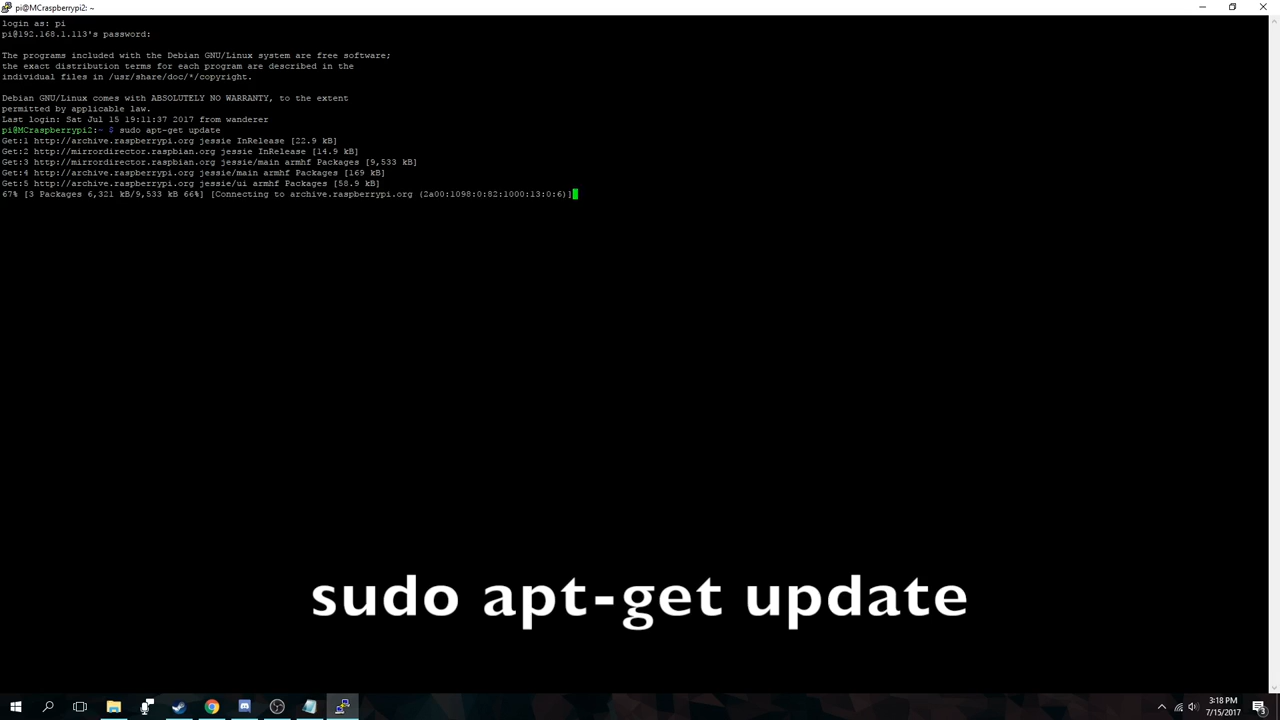 pi@MCraspberrypi2: ~
login as: pi
pi@192.168.1.113's password:
The programs included with the Debian GNU/Linux system are free software;
the exact distribution terms for each program are described in the
individual files in /usr/share/doc/*/copyright.
Debian GNU/Linux comes with ABSOLUTELY NO WARRANTY, to the extent
permitted by applicable law.
Last login: Sat Jul 15 19:11:37 2017 from wanderer
pi@MCraspberrypi2:~ $ sudo apt-get update
Get:1 http://archive.raspberrypi.org jessie InRelease [22.9 kB]
Get:2 http://mirrordirector.raspbian.org jessie InRelease [14.9 kB]
Get:3 http://mirrordirector.raspbian.org jessie/main armhf Packages [9,533 kB]
Get:4 http://archive.raspberrypi.org jessie/main armhf Packages [169 kB]
Get:5 http://archive.raspberrypi.org jessie/ui armhf Packages [58.9 kB]
67% [3 Packages 6,321 kB/9,533 kB 66%] [Connecting to archive.raspberrypi.org (2a00:1098:0:82:1000:13:0:6)]
sudo apt-get update
3:18 PM
7/15/2017
3